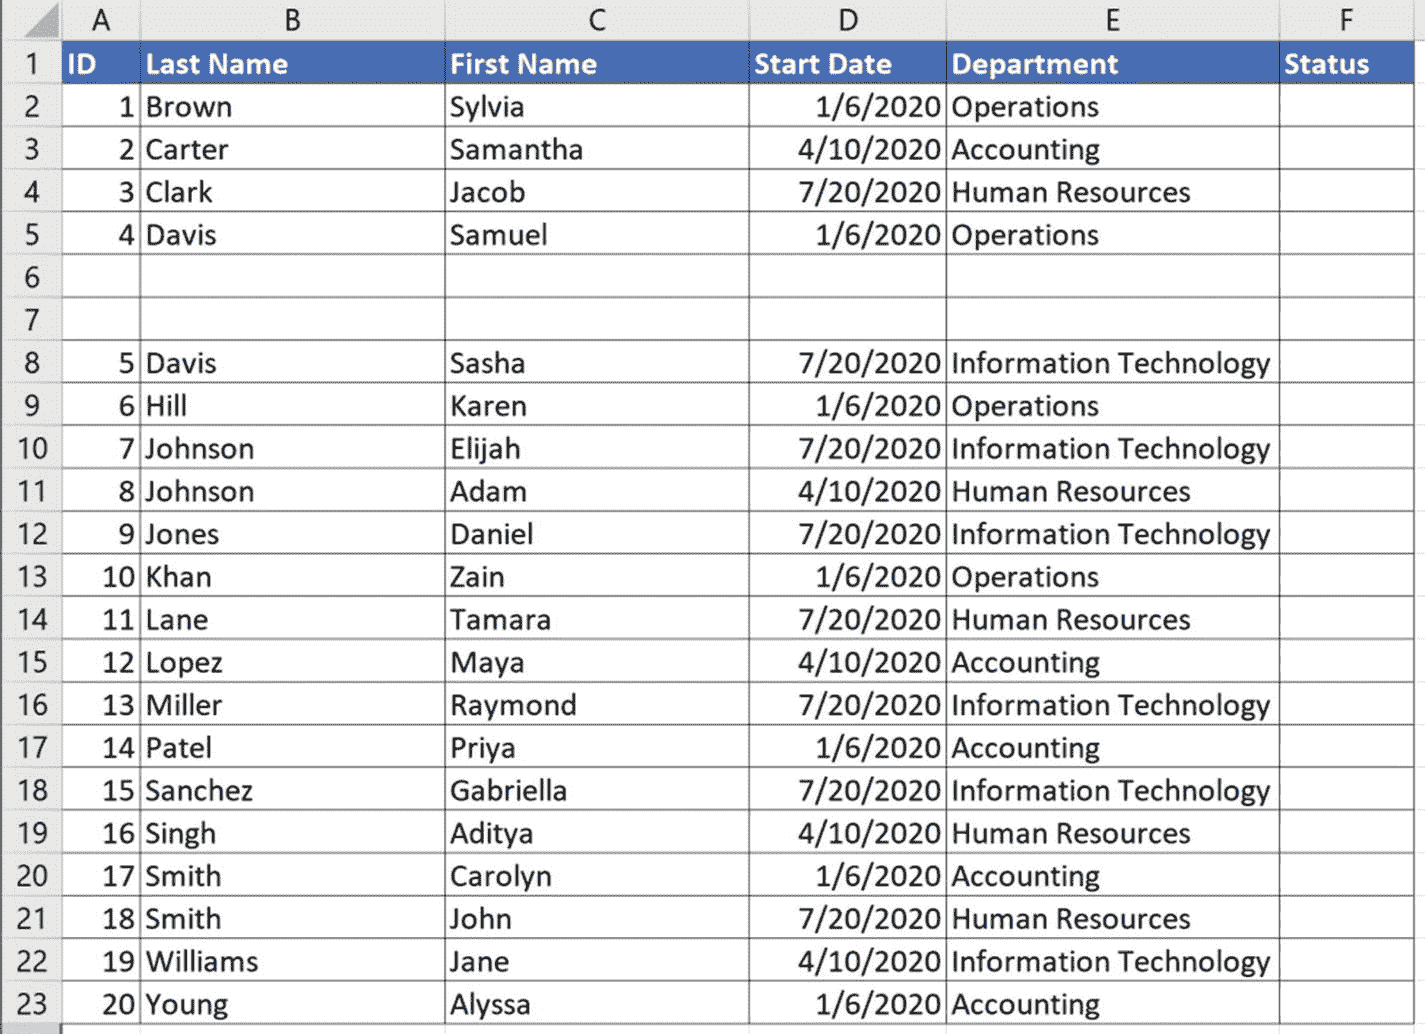 A B C D E F
1 ID Last Name First Name Start Date Department Status
2 1 Brown Sylvia 1/6/2020 Operations
3 2 Carter Samantha 4/10/2020 Accounting
4 3 Clark Jacob 7/20/2020 Human Resources
5 4 Davis Samuel 1/6/2020 Operations
6
7
8 5 Davis Sasha 7/20/2020 Information Technology
9 6 Hill Karen 1/6/2020 Operations
10 7 Johnson Elijah 7/20/2020 Information Technology
11 8 Johnson Adam 4/10/2020 Human Resources
12 9 Jones Daniel 7/20/2020 Information Technology
13 10 Khan Zain 1/6/2020 Operations
14 11 Lane Tamara 7/20/2020 Human Resources
15 12 Lopez Maya 4/10/2020 Accounting
16 13 Miller Raymond 7/20/2020 Information Technology
17 14 Patel Priya 1/6/2020 Accounting
18 15 Sanchez Gabriella 7/20/2020 Information Technology
19 16 Singh Aditya 4/10/2020 Human Resources
20 17 Smith Carolyn 1/6/2020 Accounting
21 18 Smith John 7/20/2020 Human Resources
22 19 Williams Jane 4/10/2020 Information Technology
23 20 Young Alyssa 1/6/2020 Accounting